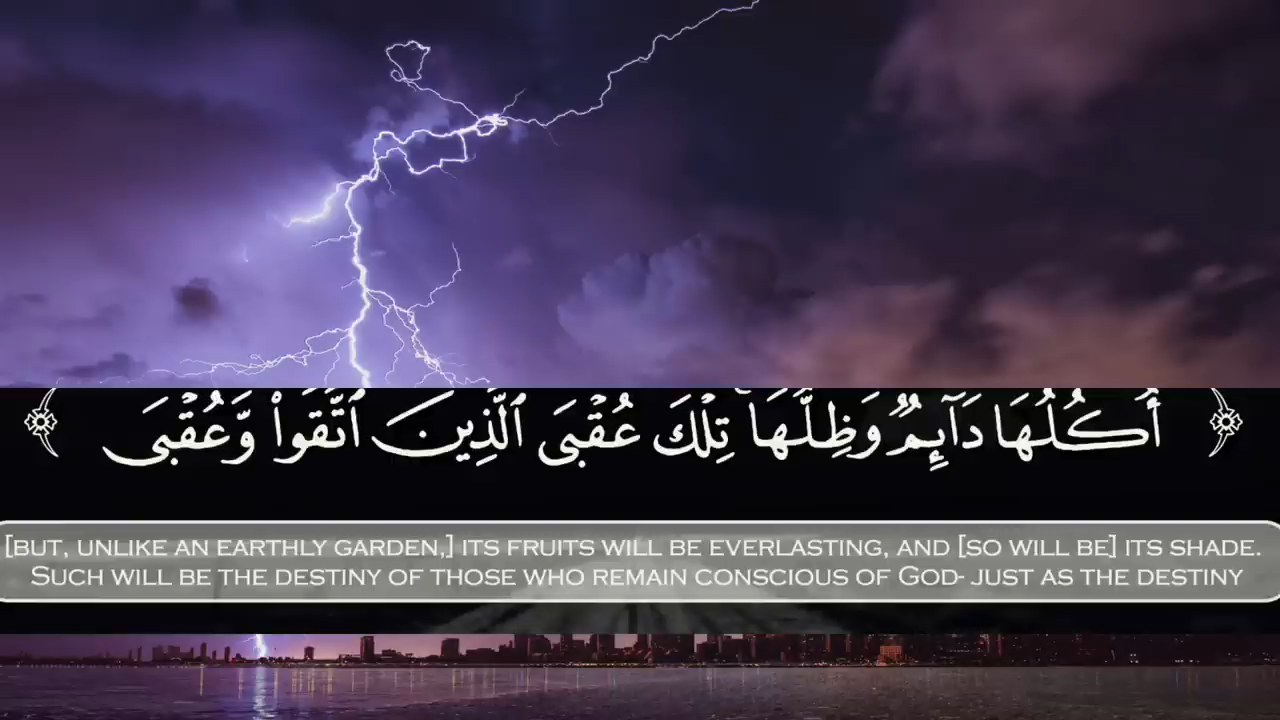 أُكُلُهَا دَآئِمٌ وَظِلُّهَا تِلْكَ عُقْبَى ٱلَّذِينَ ٱتَّقَوا۟ وَّعُقْبَى
[BUT, UNLIKE AN EARTHLY GARDEN,] ITS FRUITS WILL BE EVERLASTING, AND [SO WILL BE] ITS SHADE.
SUCH WILL BE THE DESTINY OF THOSE WHO REMAIN CONSCIOUS OF GOD- JUST AS THE DESTINY